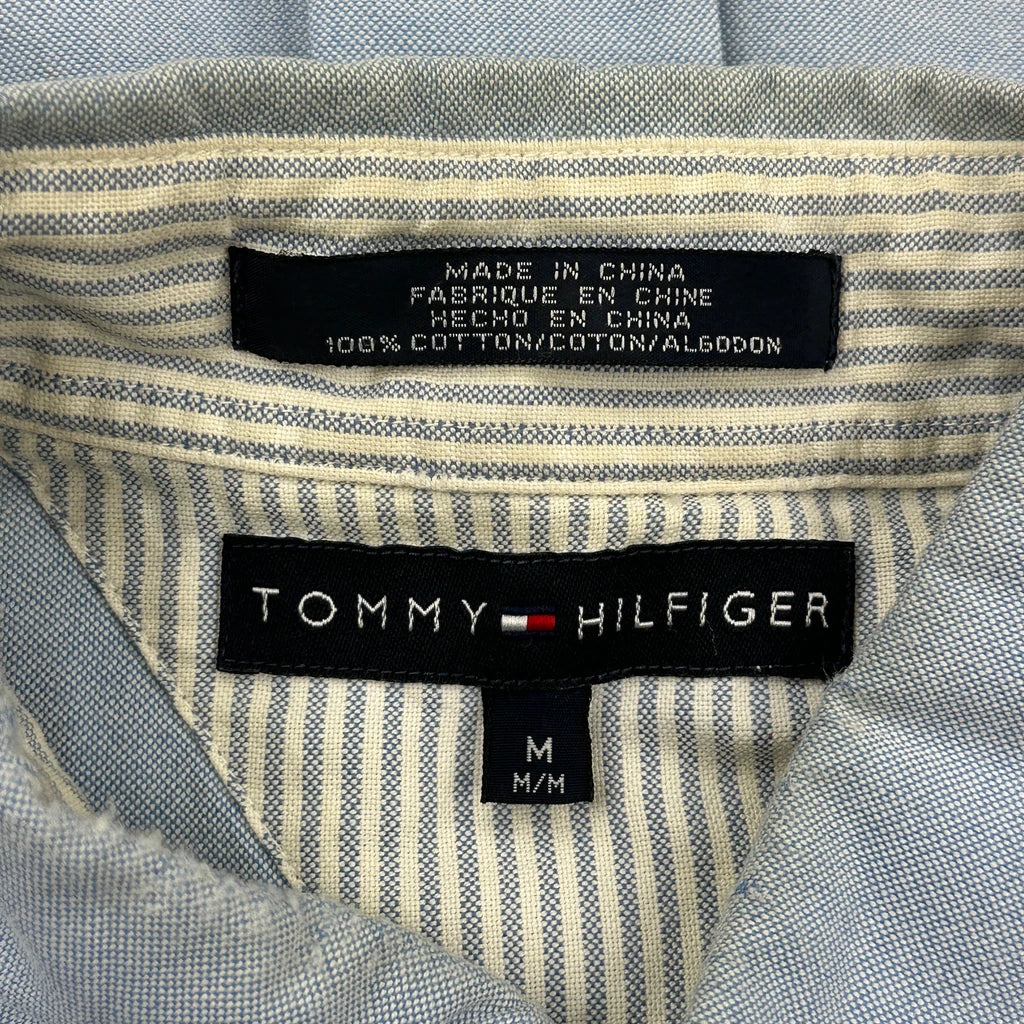 MADE IN CHINA
FABRIQUE EN CHINE
HECHO EN CHINA
100% COTTON/COTON/ALGODON
TOMMY HILFIGER
M
M/M